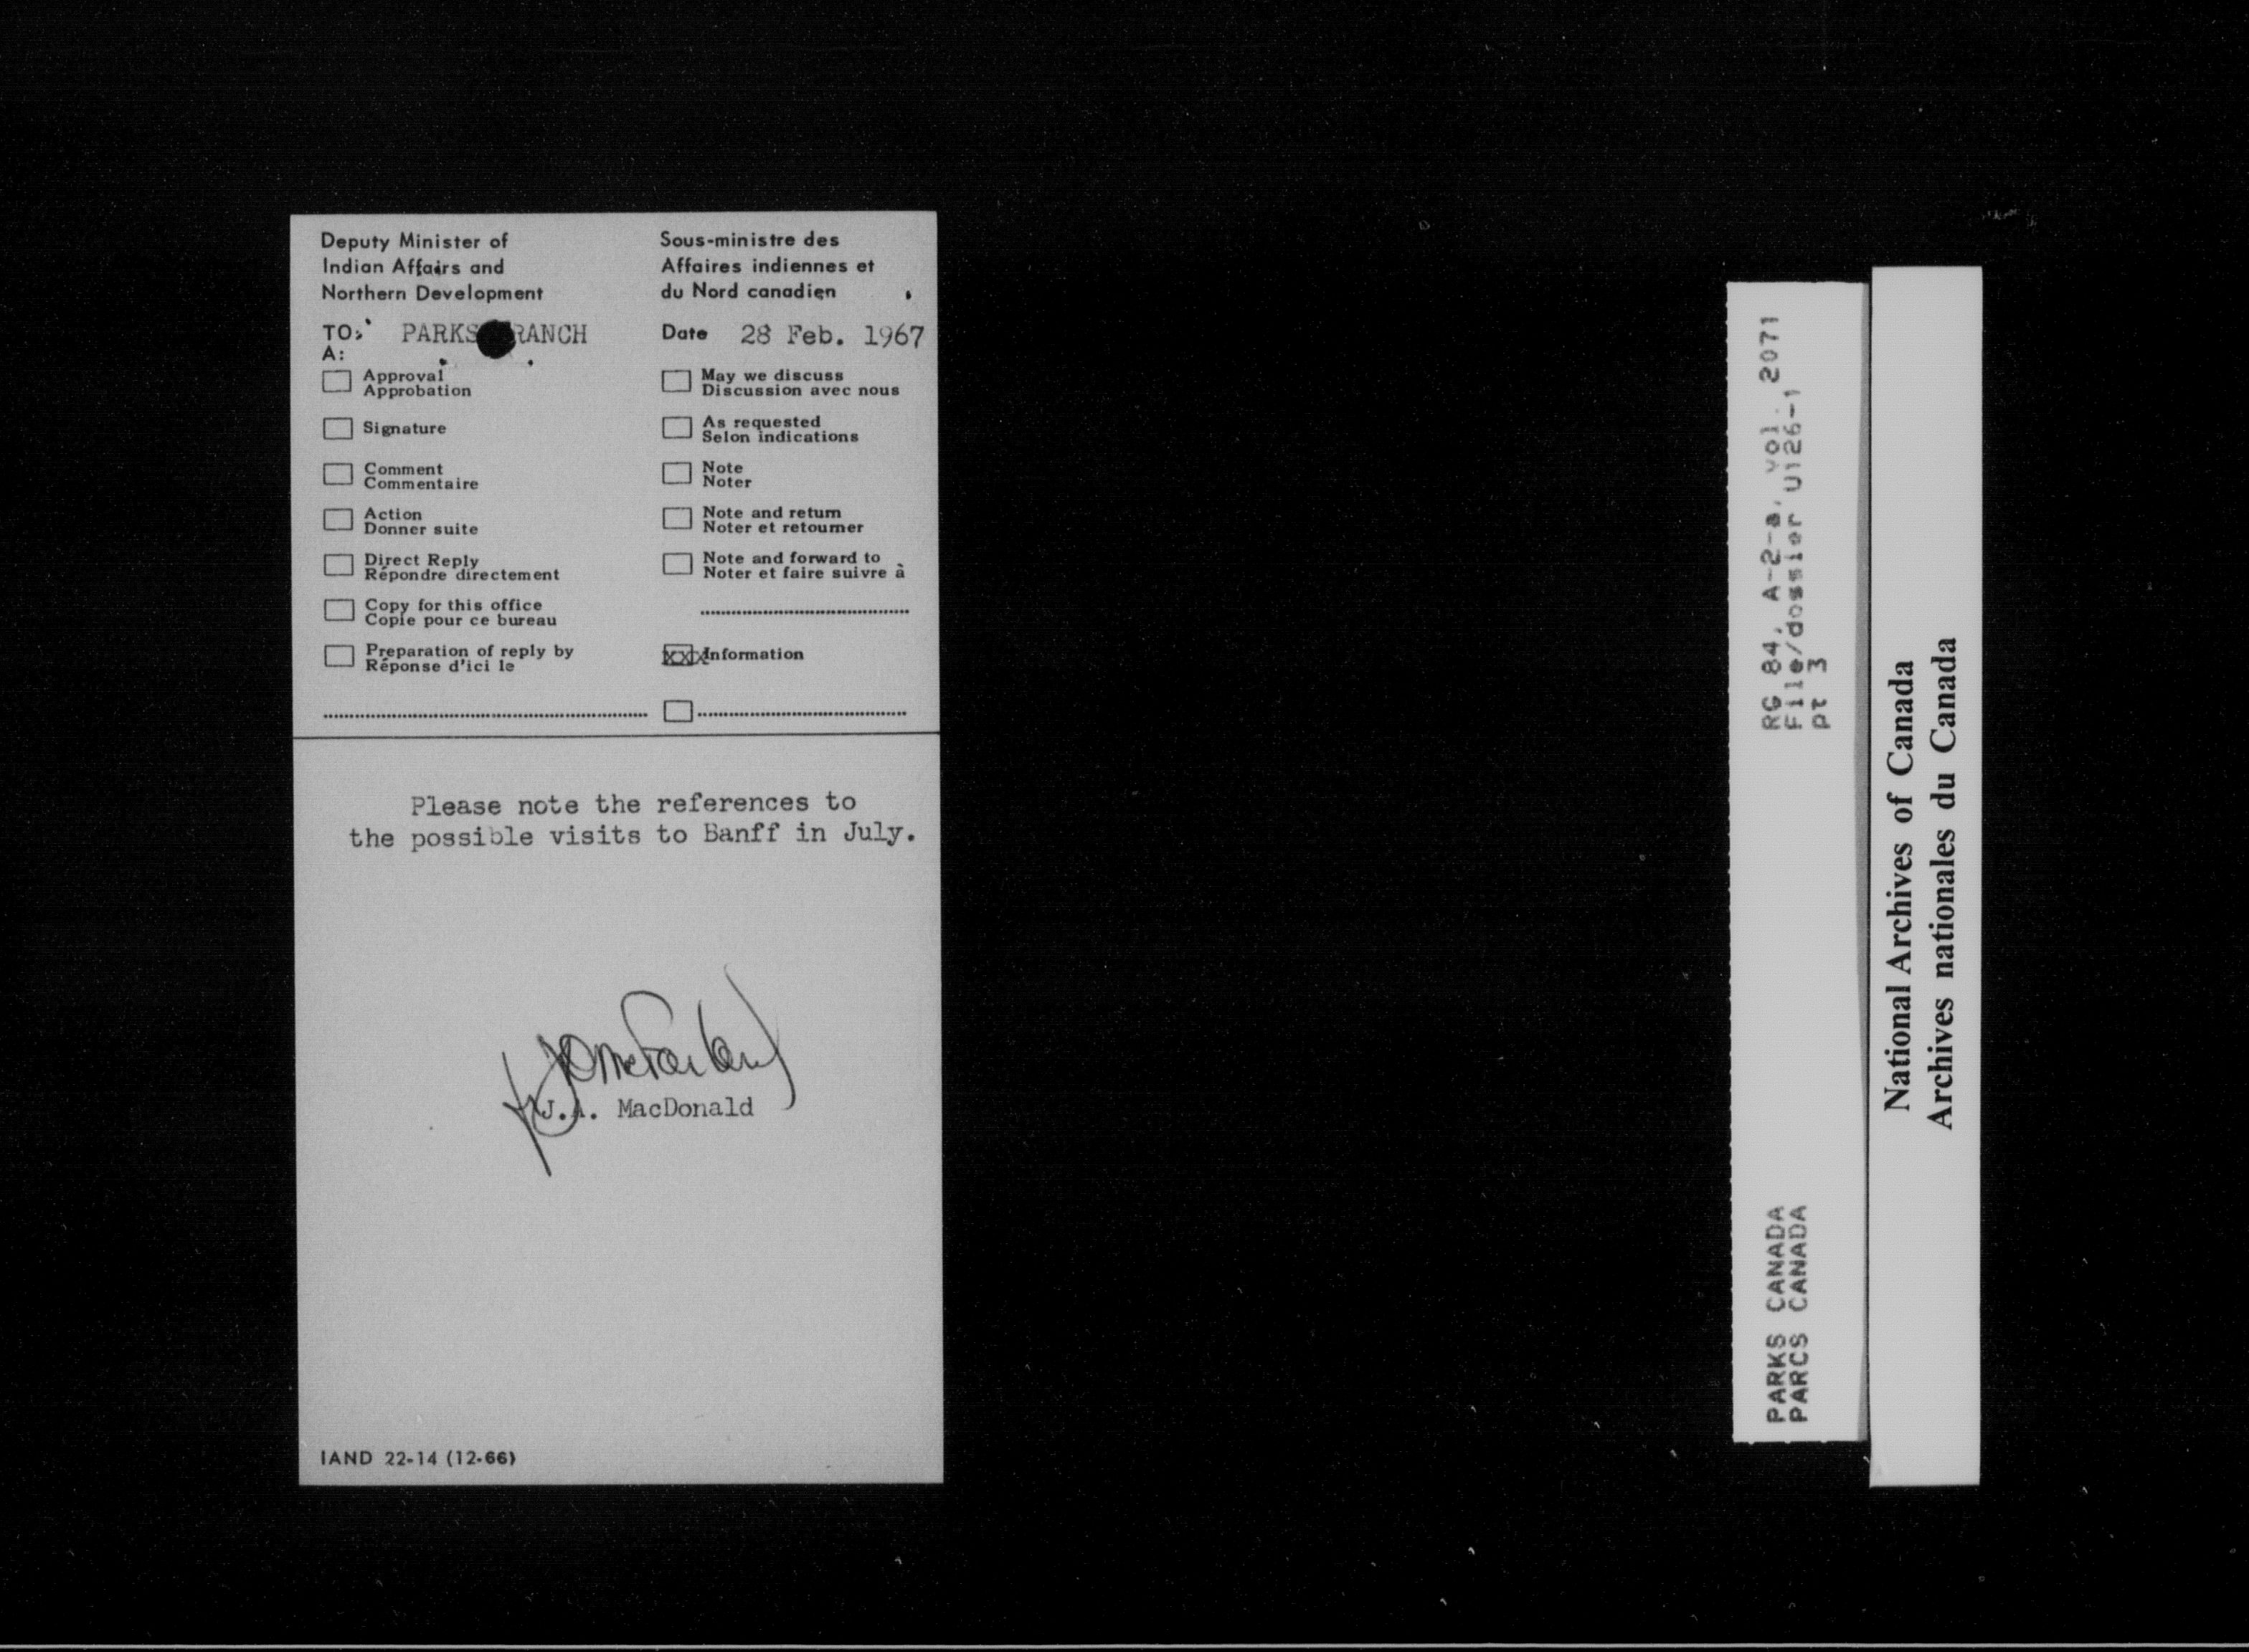 Deputy Minister of
Indian Affairs and
Northern Development
Sous-ministre des
Affaires indiennes et
du Nord canadien
TO: PARKS RANCH
A:
Date 28 Feb. 1967
Approval
Approbation
Signature
Comment
Commentaire
Action
Donner suite
Direct Reply
Répondre directement
Copy for this office
Copie pour ce bureau
Preparation of reply by
Réponse d'ici le
May we discuss
Discussion avec nous
As requested
Selon indications
Note
Noter
Note and return
Noter et retourner
Note and forward to
Noter et faire suivre à
xxx Information
Please note the references to
the possible visits to Banff in July.
J.A. MacDonald
IAND 22-14 (12-66)
RG 84, A-2-a, vol. 2071
File/dossier U126-1
pt 3
PARKS CANADA
PARCS CANADA
National Archives of Canada
Archives nationales du Canada